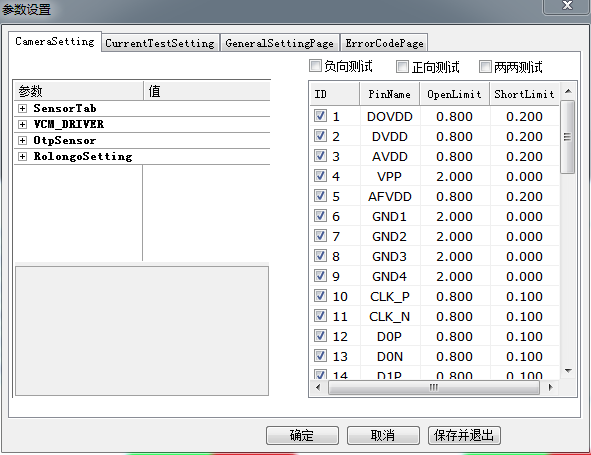 参数设置
CameraSetting CurrentTestSetting GeneralSettingPage ErrorCodePage
负向测试 正向测试 两两测试
参数 值
SensorTab
VCM_DRIVER
OtpSensor
RolongoSetting
ID PinName OpenLimit ShortLimit
1 DOVDD 0.800 0.200
2 DVDD 0.800 0.200
3 AVDD 0.800 0.200
4 VPP 2.000 0.000
5 AFVDD 0.800 0.200
6 GND1 2.000 0.000
7 GND2 2.000 0.000
8 GND3 2.000 0.000
9 GND4 2.000 0.000
10 CLK_P 0.800 0.100
11 CLK_N 0.800 0.100
12 D0P 0.800 0.100
13 D0N 0.800 0.100
14 D1P 0.800 0.100
确定 取消 保存并退出